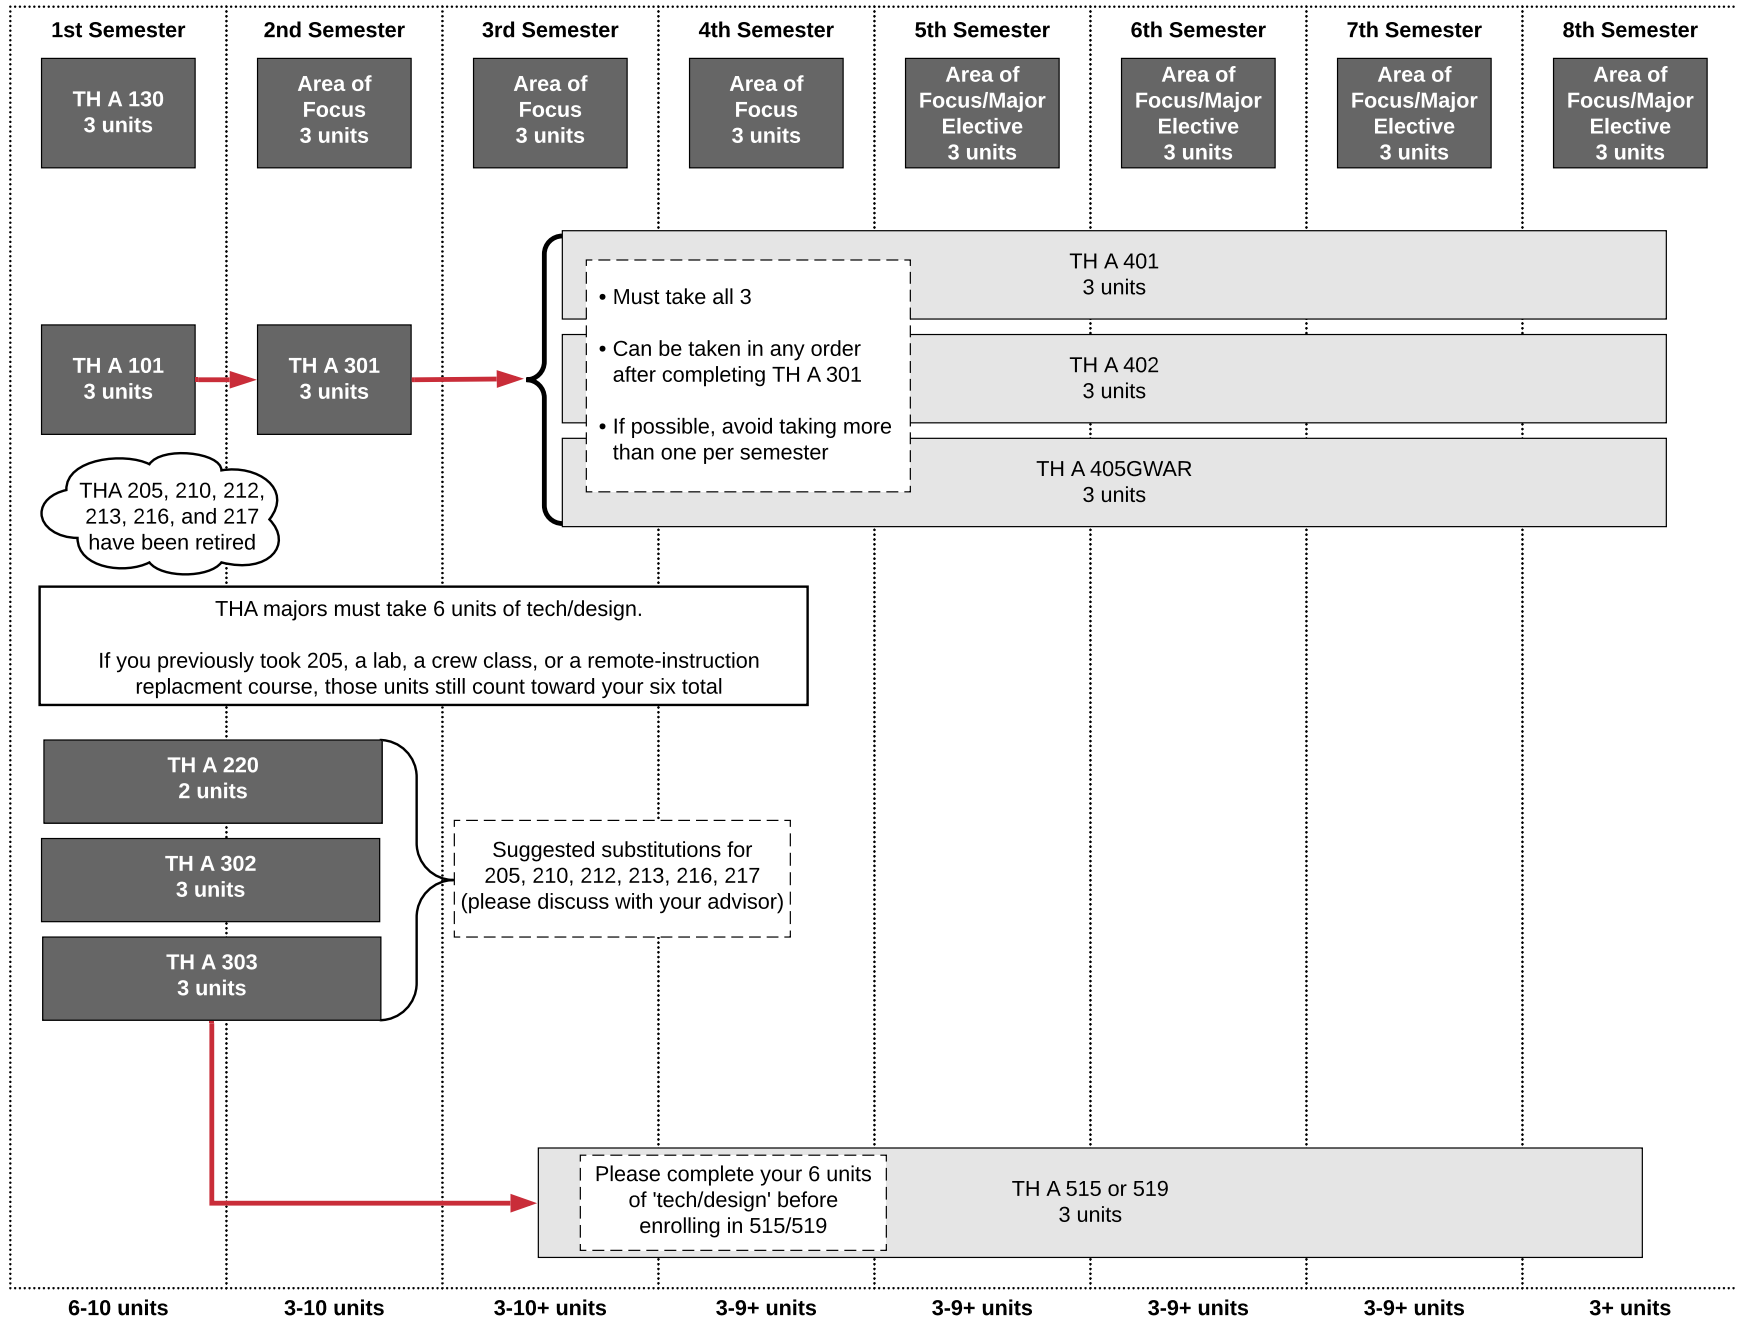 1st Semester
2nd Semester
3rd Semester
4th Semester
5th Semester
6th Semester
7th Semester
8th Semester
TH A 130
3 units
Area of
Focus
3 units
Area of
Focus
3 units
Area of
Focus
3 units
Area of
Focus/Major
Elective
3 units
Area of
Focus/Major
Elective
3 units
Area of
Focus/Major
Elective
3 units
Area of
Focus/Major
Elective
3 units
TH A 101
3 units
TH A 301
3 units
• Must take all 3
• Can be taken in any order
after completing TH A 301
• If possible, avoid taking more
than one per semester
TH A 401
3 units
TH A 402
3 units
TH A 405GWAR
3 units
THA 205, 210, 212,
213, 216, and 217
have been retired
THA majors must take 6 units of tech/design.
If you previously took 205, a lab, a crew class, or a remote-instruction
replacment course, those units still count toward your six total
TH A 220
2 units
TH A 302
3 units
TH A 303
3 units
Suggested substitutions for
205, 210, 212, 213, 216, 217
(please discuss with your advisor)
Please complete your 6 units
of 'tech/design' before
enrolling in 515/519
TH A 515 or 519
3 units
6-10 units
3-10 units
3-10+ units
3-9+ units
3-9+ units
3-9+ units
3-9+ units
3+ units